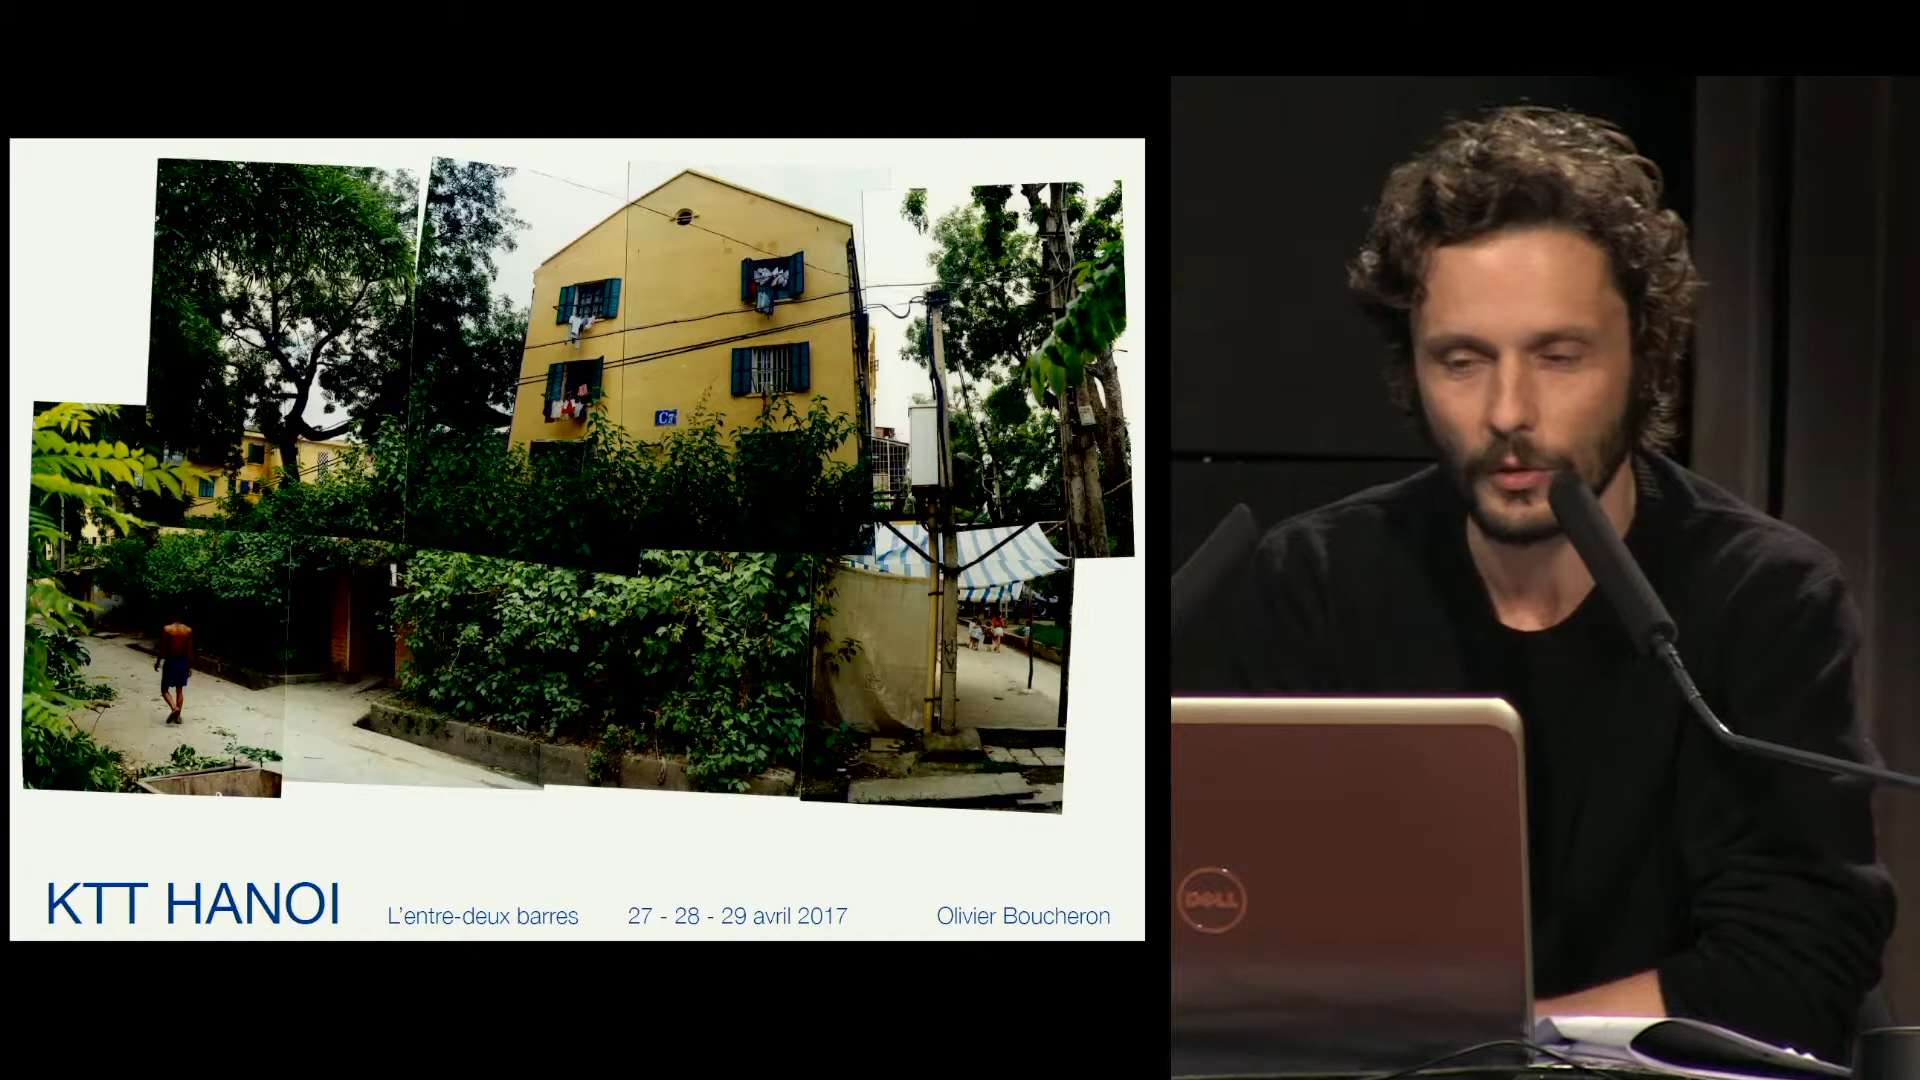 C7
KTT HANOI L'entre-deux barres 27 - 28 - 29 avril 2017 Olivier Boucheron
DELL